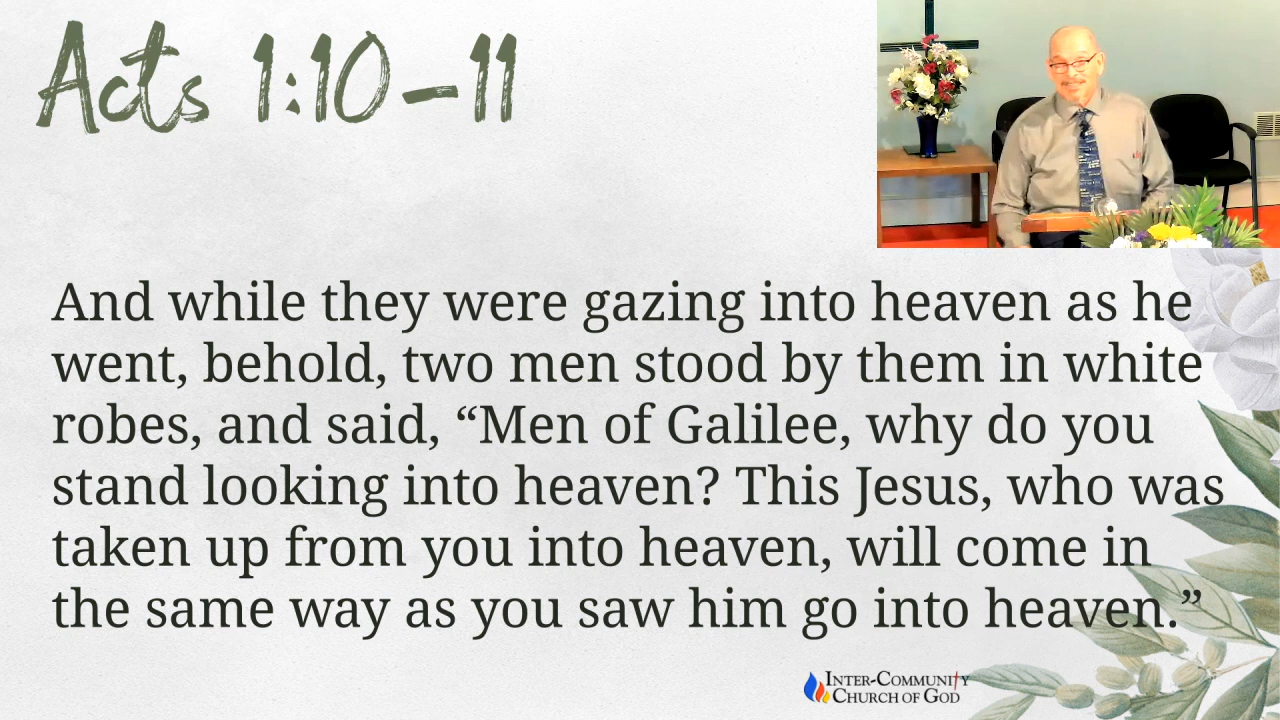 Acts 1:10-11
And while they were gazing into heaven as he
went, behold, two men stood by them in white
robes, and said, “Men of Galilee, why do you
stand looking into heaven? This Jesus, who was
taken up from you into heaven, will come in
the same way as you saw him go into heaven.”
Inter-Community
Church of God